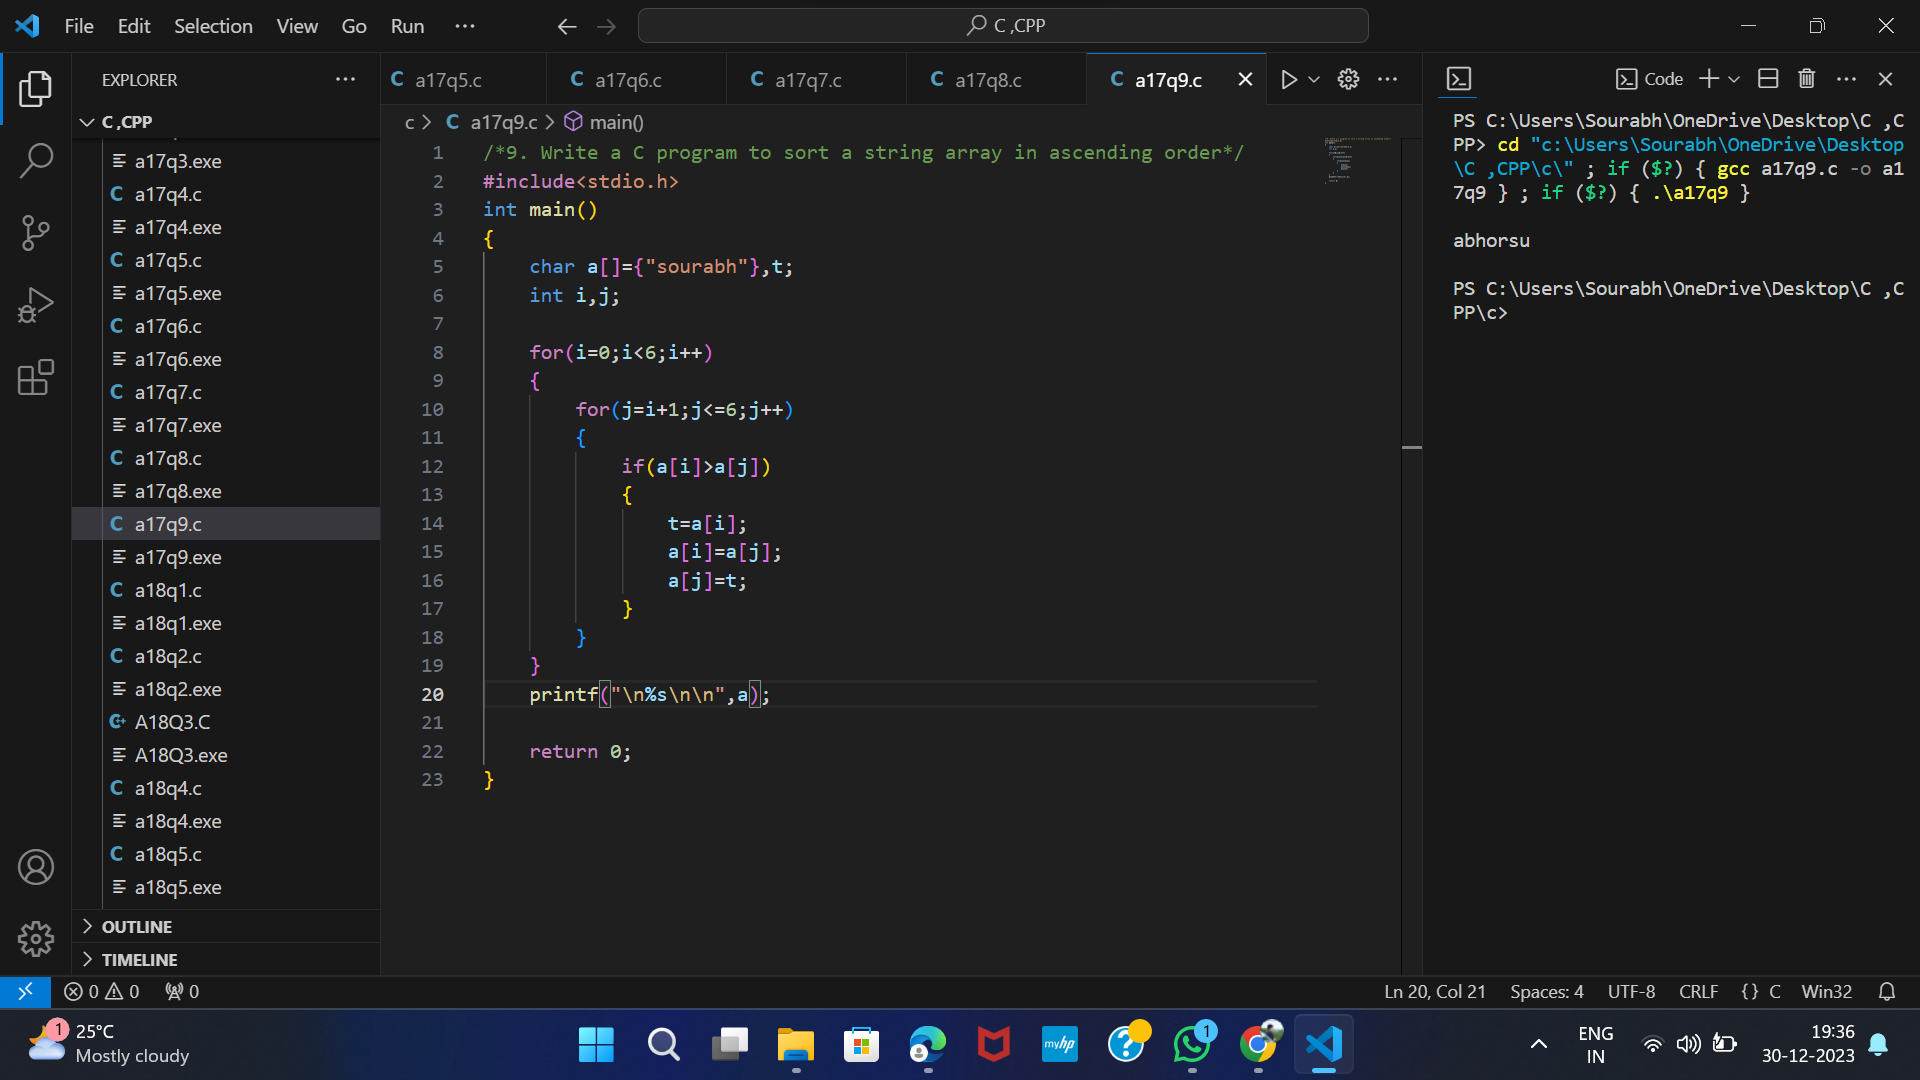 File Edit Selection View Go Run ··· C ,CPP
EXPLORER ···
C ,CPP
a17q3.exe
a17q4.c
a17q4.exe
a17q5.c
a17q5.exe
a17q6.c
a17q6.exe
a17q7.c
a17q7.exe
a17q8.c
a17q8.exe
a17q9.c
a17q9.exe
a18q1.c
a18q1.exe
a18q2.c
a18q2.exe
A18Q3.C
A18Q3.exe
a18q4.c
a18q4.exe
a18q5.c
a18q5.exe
OUTLINE
TIMELINE
C a17q5.c C a17q6.c C a17q7.c C a17q8.c C a17q9.c
c > C a17q9.c > main()
1 /*9. Write a C program to sort a string array in ascending order*/
2 #include<stdio.h>
3 int main()
4 {
5 char a[]={"sourabh"},t;
6 int i,j;
7
8 for(i=0;i<6;i++)
9 {
10 for(j=i+1;j<=6;j++)
11 {
12 if(a[i]>a[j])
13 {
14 t=a[i];
15 a[i]=a[j];
16 a[j]=t;
17 }
18 }
19 }
20 printf("\n%s\n\n",a);
21
22 return 0;
23 }
Code
PS C:\Users\Sourabh\OneDrive\Desktop\C ,C
PP> cd "c:\Users\Sourabh\OneDrive\Desktop
\C ,CPP\c\" ; if ($?) { gcc a17q9.c -o a1
7q9 } ; if ($?) { .\a17q9 }
abhorsu
PS C:\Users\Sourabh\OneDrive\Desktop\C ,C
PP\c>
0 0 0 Ln 20, Col 21 Spaces: 4 UTF-8 CRLF {} C Win32
1 25°C
Mostly cloudy
myhp
1
ENG
IN
19:36
30-12-2023